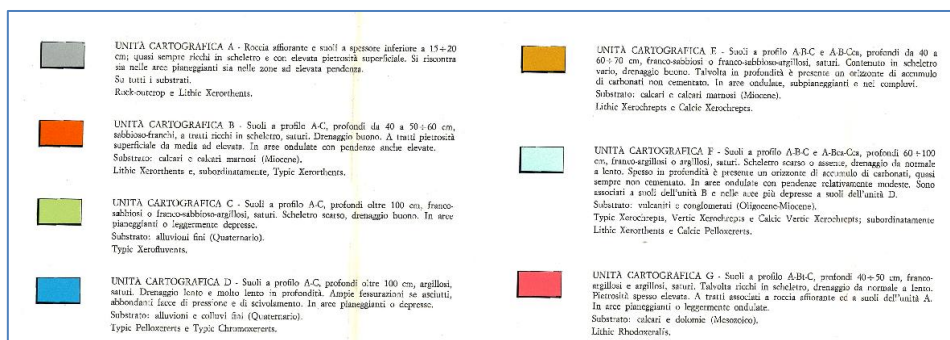 UNITÀ CARTOGRAFICA A - Roccia affiorante e suoli a spessore inferiore a 15÷20
cm; quasi sempre ricchi in scheletro e con elevata pietrosità superficiale. Si riscontra
sia nelle aree pianeggianti sia nelle zone ad elevata pendenza.
Su tutti i substrati.
Rock-outcrop e Lithic Xerorthents.
UNITÀ CARTOGRAFICA B - Suoli a profilo A-C, profondi da 40 a 50÷60 cm,
sabbioso-franchi, a tratti ricchi in scheletro, saturi. Drenaggio buono. A tratti pietrosità
superficiale da media ad elevata. In aree ondulate con pendenze anche elevate.
Substrato: calcari e calcari marnosi (Miocene).
Lithic Xerorthents e, subordinatamente, Typic Xerorthents.
UNITÀ CARTOGRAFICA C - Suoli a profilo A-C, profondi oltre 100 cm, franco-
sabbiosi o franco-sabbioso-argillosi, saturi. Scheletro scarso, drenaggio buono. In aree
pianeggianti o leggermente depresse.
Substrato: alluvioni fini (Quaternario).
Typic Xerofluvents.
UNITÀ CARTOGRAFICA D - Suoli a profilo A-C, profondi oltre 100 cm, argillosi,
saturi. Drenaggio lento e molto lento in profondità. Ampie fessurazioni se asciutti,
abbondanti facce di pressione e di scivolamento. In aree pianeggianti o depresse.
Substrato: alluvioni e colluvi fini (Quaternario).
Typic Pelloxererts e Typic Chromoxererts.
UNITÀ CARTOGRAFICA E - Suoli a profilo A-B-C e A-B-Cca, profondi da 40 a
60÷70 cm, franco-sabbiosi o franco-sabbioso-argillosi, saturi. Contenuto in scheletro
vario, drenaggio buono. Talvolta in profondità è presente un orizzonte di accumulo
di carbonati non cementato. In aree ondulate, subpianeggianti e nei compluvi.
Substrato: calcari e calcari marnosi (Miocene).
Lithic Xerochrepts e Calcic Xerochrepts.
UNITÀ CARTOGRAFICA F - Suoli a profilo A-B-C e A-Bca-Cca, profondi 60÷100
cm, franco-argillosi o argillosi, saturi. Scheletro scarso o assente, drenaggio da normale
a lento. Spesso in profondità è presente un orizzonte di accumulo di carbonati, quasi
sempre non cementato. In aree ondulate con pendenze relativamente modeste. Sono
associati a suoli dell'unità B e nelle aree più depresse a suoli dell'unità D.
Substrato: vulcaniti e conglomerati (Oligocene-Miocene).
Typic Xerochrepts, Vertic Xerochrepts e Calcic Vertic Xerochrepts; subordinatamente
Lithic Xerorthents e Calcic Pelloxererts.
UNITÀ CARTOGRAFICA G - Suoli a profilo A-Bt-C, profondi 40÷50 cm, franco-
argillosi e argillosi, saturi. Talvolta ricchi in scheletro, drenaggio da normale a lento.
Pietrosità spesso elevata. A tratti associati a roccia affiorante ed a suoli dell'unità A.
In aree pianeggianti o leggermente ondulate.
Substrato: calcari e dolomie (Mesozoico).
Lithic Rhodoxeralfs.